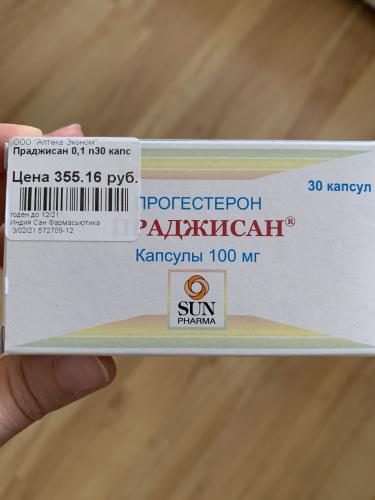 ООО "Аптека Эконом"
Праджисан 0,1 n30 капс
Цена 355.16 руб.
годен до 12/21
Индия Сан Фармасьютика
3/02/21 572709-12
ПРОГЕСТЕРОН
30 капсул
ПРАДЖИСАН®
Капсулы 100 мг
SUN
PHARMA